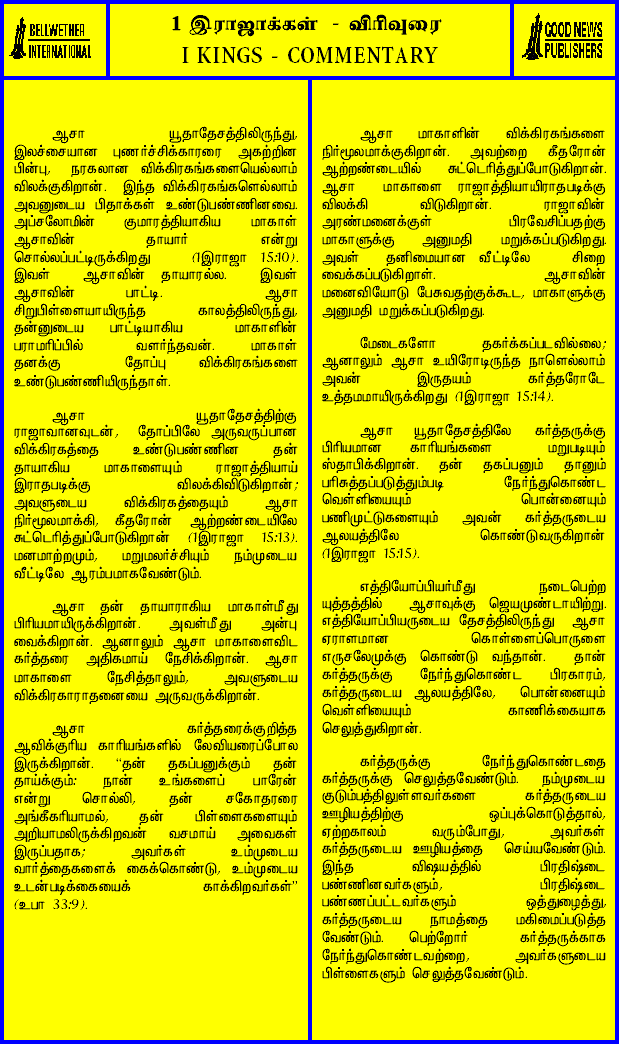 BELLWETHER
INTERNATIONAL
1 இராஜாக்கள் - விரிவுரை
I KINGS - COMMENTARY
GOOD NEWS
PUBLISHERS
ஆசா யூதாதேசத்திலிருந்து,
இலச்சையான புணர்ச்சிக்காரரை அகற்றின
பின்பு, நரகலான விக்கிரகங்களையெல்லாம்
விலக்குகிறான். இந்த விக்கிரகங்களெல்லாம்
அவனுடைய பிதாக்கள் உண்டுபண்ணினவை.
அப்சலோமின் குமாரத்தியாகிய மாகாள்
ஆசாவின் தாயார் என்று
சொல்லப்பட்டிருக்கிறது (1இராஜா 15:10).
இவள் ஆசாவின் தாயாரல்ல. இவள்
ஆசாவின் பாட்டி. ஆசா
சிறுபிள்ளையாயிருந்த காலத்திலிருந்து,
தன்னுடைய பாட்டியாகிய மாகாளின்
பராமரிப்பில் வளர்ந்தவன். மாகாள்
தனக்கு தோப்பு விக்கிரகங்களை
உண்டுபண்ணியிருந்தாள்.
ஆசா யூதாதேசத்திற்கு
ராஜாவானவுடன், தோப்பிலே அருவருப்பான
விக்கிரகத்தை உண்டுபண்ணின தன்
தாயாகிய மாகாளையும் ராஜாத்தியாய்
இராதபடிக்கு விலக்கிவிடுகிறான்;
அவளுடைய விக்கிரகத்தையும் ஆசா
நிர்மூலமாக்கி, கீதரோன் ஆற்றண்டையிலே
சுட்டெரித்துப்போடுகிறான் (1இராஜா 15:13).
மனமாற்றமும், மறுமலர்ச்சியும் நம்முடைய
வீட்டிலே ஆரம்பமாகவேண்டும்.
ஆசா தன் தாயாராகிய மாகாள்மீது
பிரியமாயிருக்கிறான். அவள்மீது அன்பு
வைக்கிறான். ஆனாலும் ஆசா மாகாளைவிட
கர்த்தரை அதிகமாய் நேசிக்கிறான். ஆசா
மாகாளை நேசித்தாலும், அவளுடைய
விக்கிரகாராதனையை அருவருக்கிறான்.
ஆசா கர்த்தரைக்குறித்த
ஆவிக்குரிய காரியங்களில் லேவியரைப்போல
இருக்கிறான். "தன் தகப்பனுக்கும் தன்
தாய்க்கும்: நான் உங்களைப் பாரேன்
என்று சொல்லி, தன் சகோதரரை
அங்கீகரியாமல், தன் பிள்ளைகளையும்
அறியாமலிருக்கிறவன் வசமாய் அவைகள்
இருப்பதாக; அவர்கள் உம்முடைய
வார்த்தைகளைக் கைக்கொண்டு, உம்முடைய
உடன்படிக்கையைக் காக்கிறவர்கள்"
(உபா 33:9).
ஆசா மாகாளின் விக்கிரகங்களை
நிர்மூலமாக்குகிறான். அவற்றை கீதரோன்
ஆற்றண்டையில் சுட்டெரித்துப்போடுகிறான்.
ஆசா மாகாளை ராஜாத்தியாயிராதபடிக்கு
விலக்கி விடுகிறான். ராஜாவின்
அரண்மனைக்குள் பிரவேசிப்பதற்கு
மாகாளுக்கு அனுமதி மறுக்கப்படுகிறது.
அவள் தனிமையான வீட்டிலே சிறை
வைக்கப்படுகிறாள். ஆசாவின்
மனைவியோடு பேசுவதற்குக்கூட, மாகாளுக்கு
அனுமதி மறுக்கப்படுகிறது.
மேடைகளோ தகர்க்கப்படவில்லை;
ஆனாலும் ஆசா உயிரோடிருந்த நாளெல்லாம்
அவன் இருதயம் கர்த்தரோடே
உத்தமமாயிருக்கிறது (1இராஜா 15:14).
ஆசா யூதாதேசத்திலே கர்த்தருக்கு
பிரியமான காரியங்களை மறுபடியும்
ஸ்தாபிக்கிறான். தன் தகப்பனும் தானும்
பரிசுத்தப்படுத்தும்படி நேர்ந்துகொண்ட
வெள்ளியையும் பொன்னையும்
பணிமுட்டுகளையும் அவன் கர்த்தருடைய
ஆலயத்திலே கொண்டுவருகிறான்
(1இராஜா 15:15).
எத்தியோப்பியர்மீது நடைபெற்ற
யுத்தத்தில் ஆசாவுக்கு ஜெயமுண்டாயிற்று.
எத்தியோப்பியருடைய தேசத்திலிருந்து ஆசா
ஏராளமான கொள்ளைப்பொருளை
எருசலேமுக்கு கொண்டு வந்தான். தான்
கர்த்தருக்கு நேர்ந்துகொண்ட பிரகாரம்,
கர்த்தருடைய ஆலயத்திலே, பொன்னையும்
வெள்ளியையும் காணிக்கையாக
செலுத்துகிறான்.
கர்த்தருக்கு நேர்ந்துகொண்டதை
கர்த்தருக்கு செலுத்தவேண்டும். நம்முடைய
குடும்பத்திலுள்ளவர்களை கர்த்தருடைய
ஊழியத்திற்கு ஒப்புக்கொடுத்தால்,
ஏற்றகாலம் வரும்போது, அவர்கள்
கர்த்தருடைய ஊழியத்தை செய்யவேண்டும்.
இந்த விஷயத்தில் பிரதிஷ்டை
பண்ணினவர்களும், பிரதிஷ்டை
பண்ணப்பட்டவர்களும் ஒத்துழைத்து,
கர்த்தருடைய நாமத்தை மகிமைப்படுத்த
வேண்டும். பெற்றோர் கர்த்தருக்காக
நேர்ந்துகொண்டவற்றை, அவர்களுடைய
பிள்ளைகளும் செலுத்தவேண்டும்.